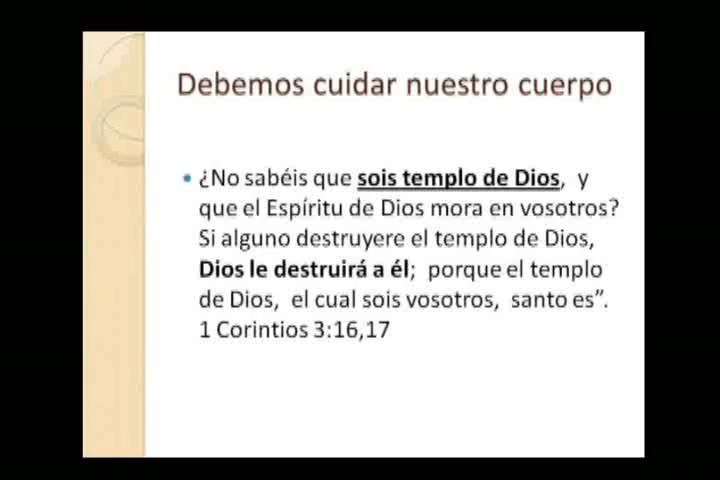 Debemos cuidar nuestro cuerpo
• ¿No sabéis que sois templo de Dios, y
que el Espíritu de Dios mora en vosotros?
Si alguno destruyere el templo de Dios,
Dios le destruirá a él; porque el templo
de Dios, el cual sois vosotros, santo es”.
1 Corintios 3:16,17